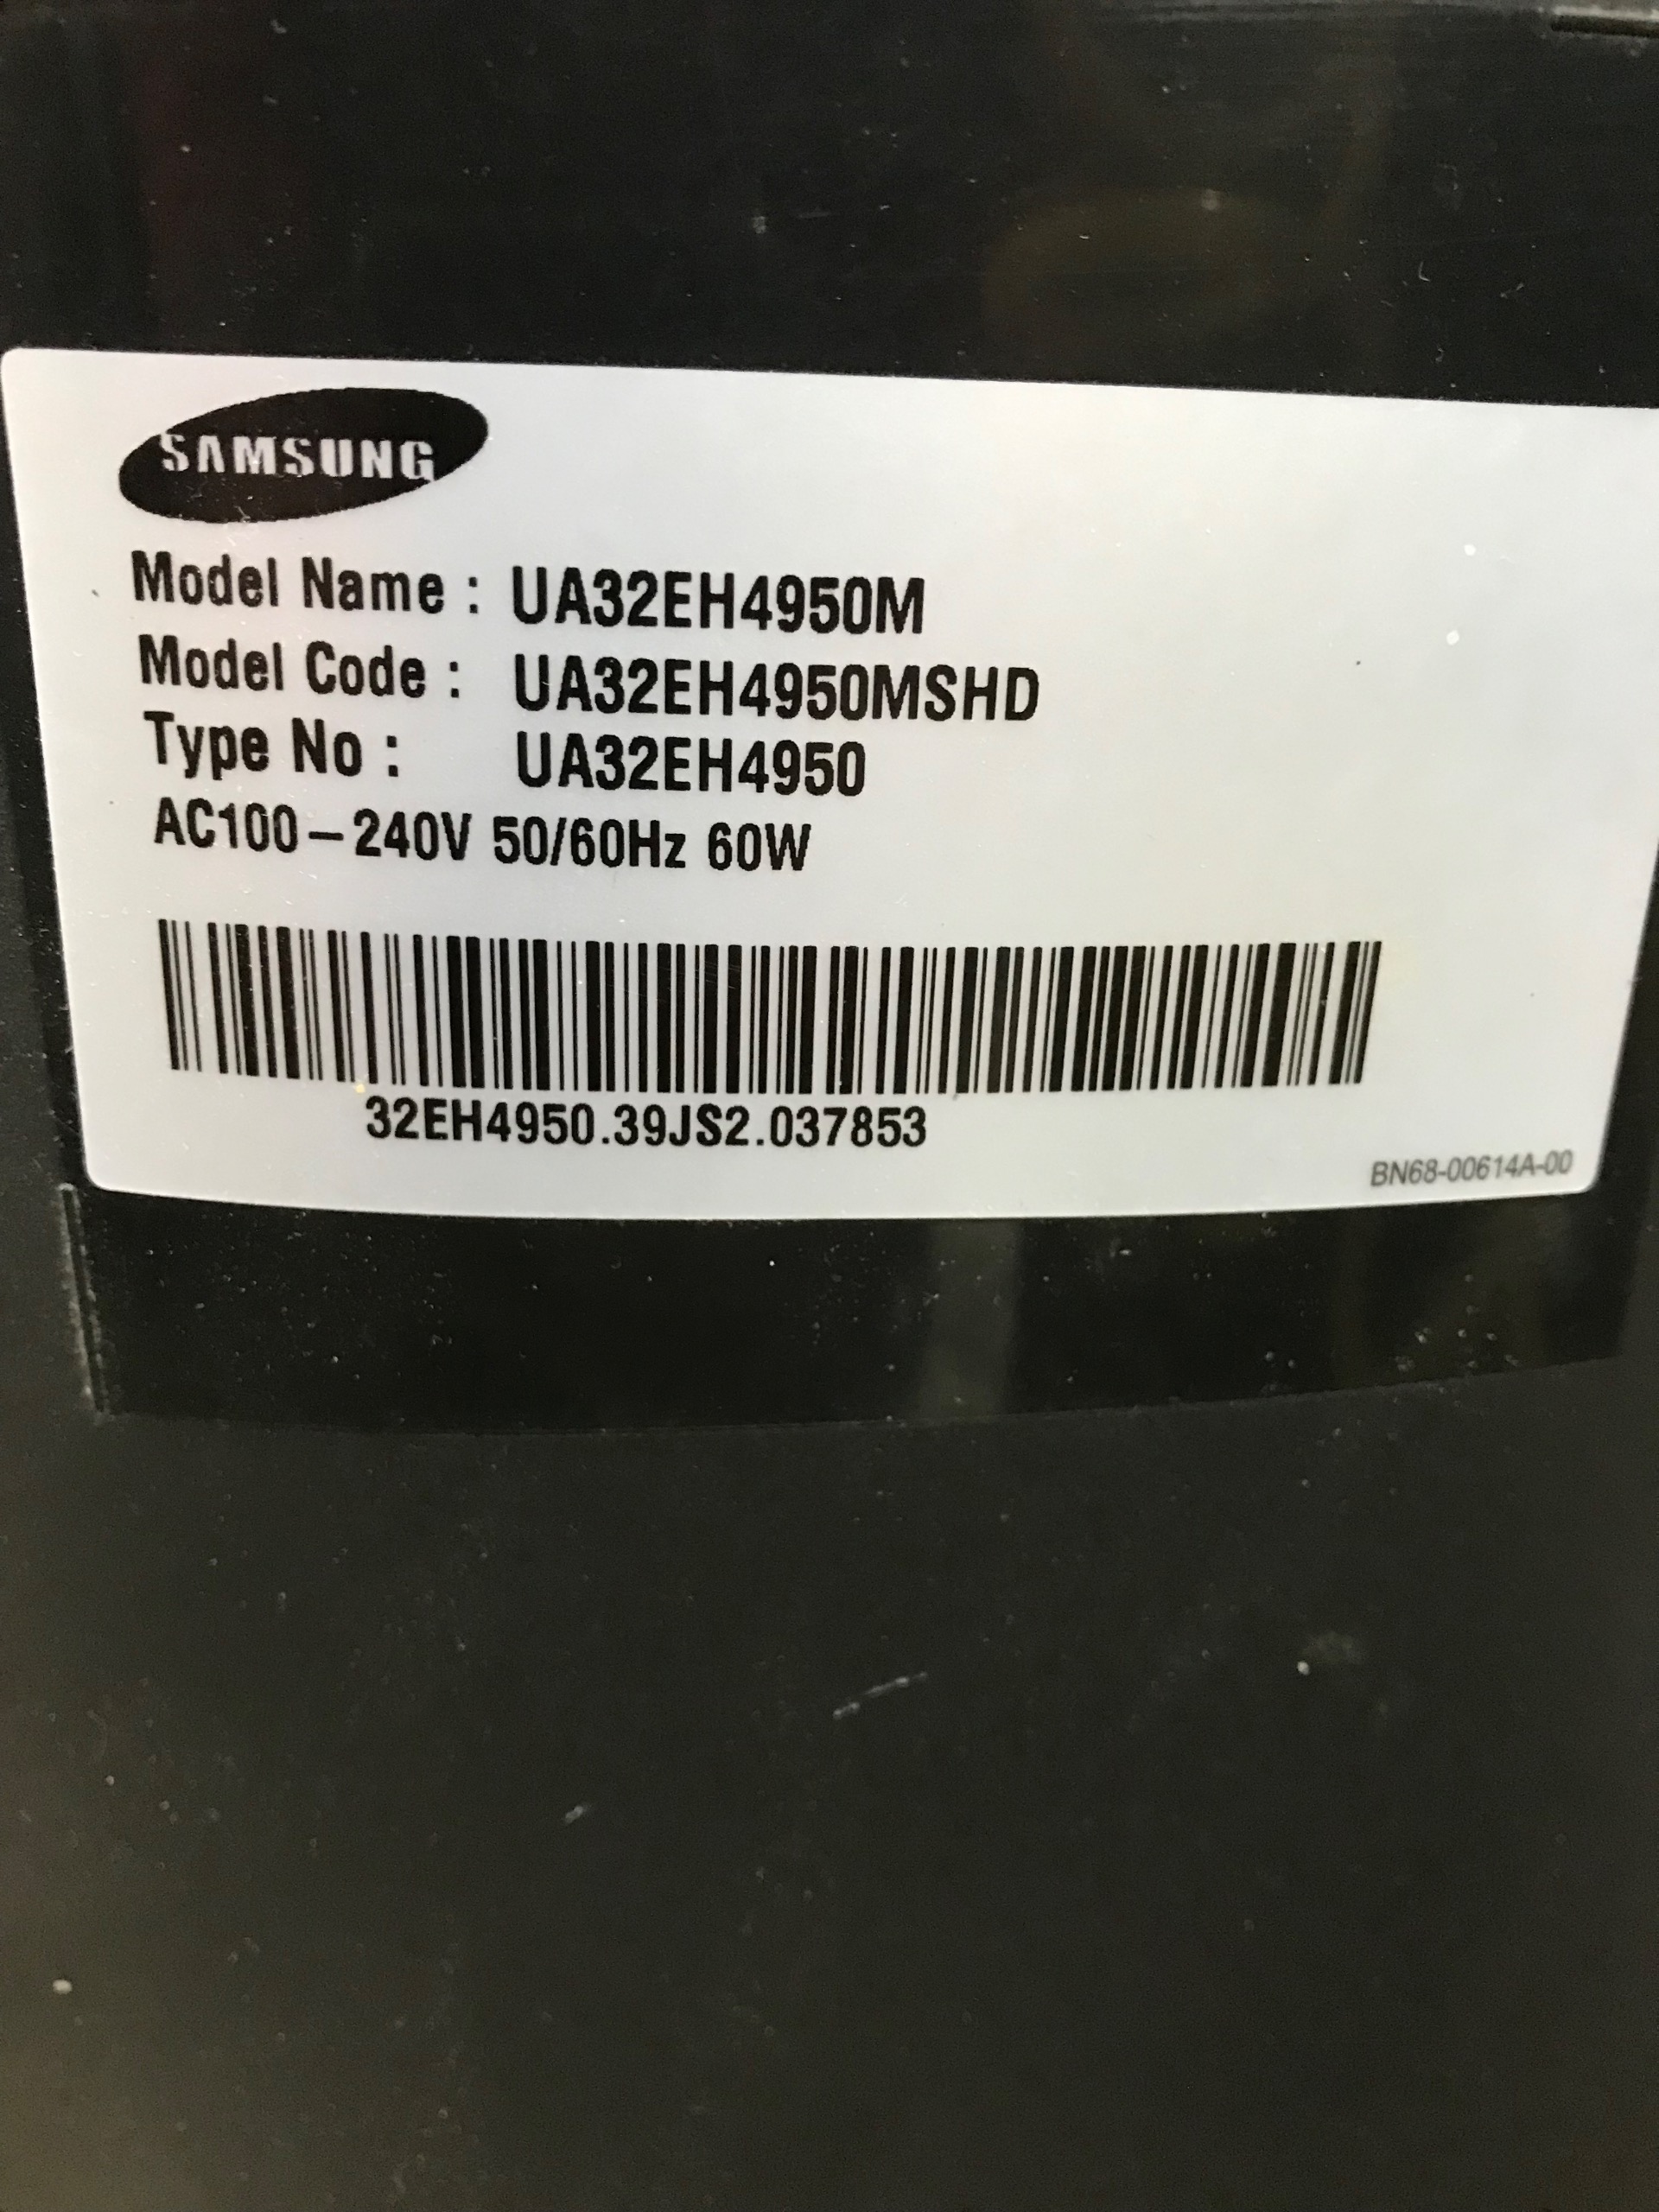 SAMSUNG
Model Name : UA32EH4950M
Model Code : UA32EH4950MSHD
Type No : UA32EH4950
AC100-240V 50/60Hz 60W
32EH4950.39JS2.037853
BN68-00614A-00